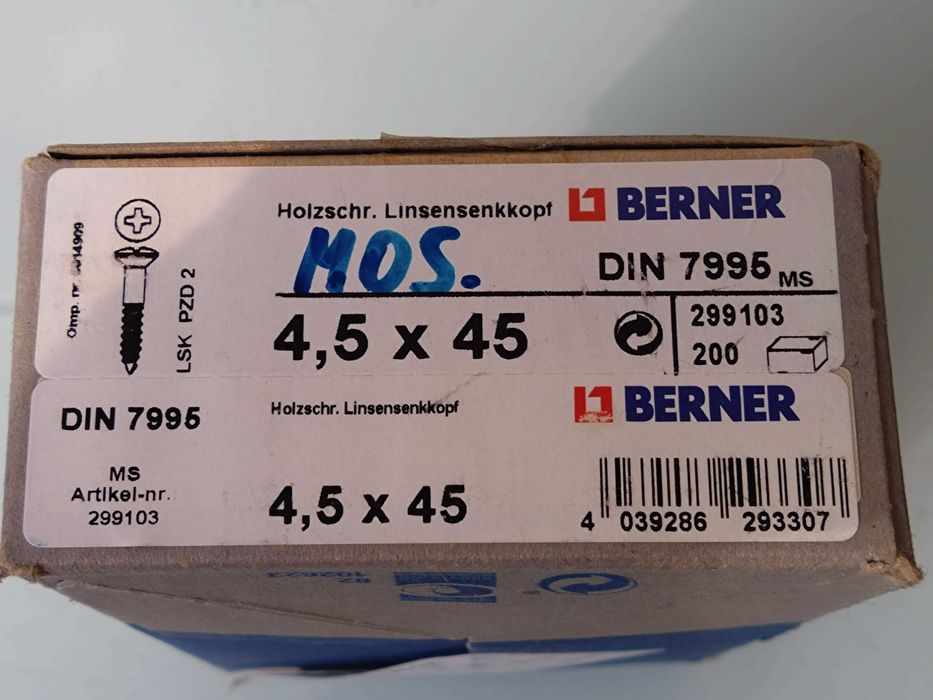 Holzschr. Linsensenkkopf BERNER
MOS.
DIN 7995 MS
4,5 x 45
299103
200
LSK PZD 2
DIN 7995
Holzschr. Linsensenkkopf BERNER
MS
Artikel-nr.
299103
4,5 x 45
4 039286 293307